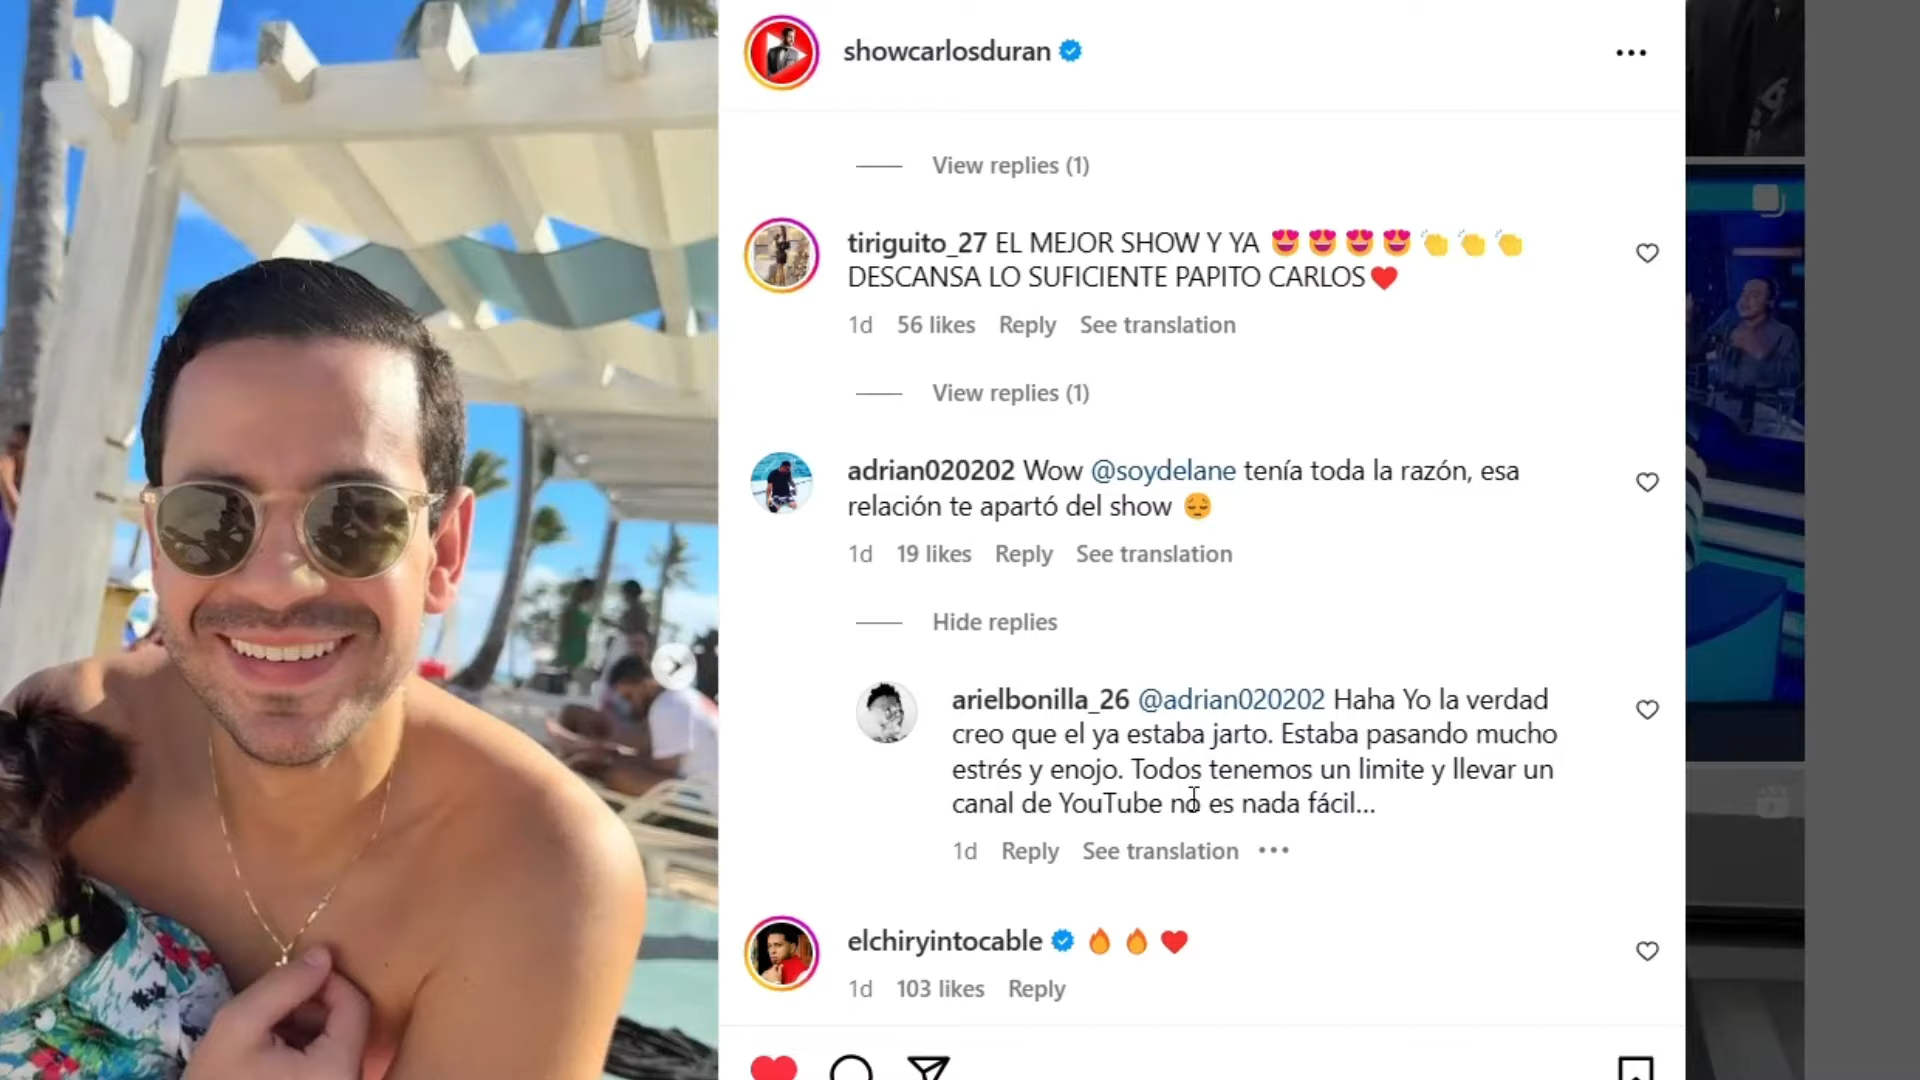 showcarlosduran
View replies (1)
tiriguito_27 EL MEJOR SHOW Y YA 😍😍😍😍👏👏👏
DESCANSA LO SUFICIENTE PAPITO CARLOS❤️
1d 56 likes Reply See translation
View replies (1)
adrian020202 Wow @soydelane tenía toda la razón, esa
relación te apartó del show 😔
1d 19 likes Reply See translation
Hide replies
arielbonilla_26 @adrian020202 Haha Yo la verdad
creo que el ya estaba jarto. Estaba pasando mucho
estrés y enojo. Todos tenemos un limite y llevar un
canal de YouTube no es nada fácil...
1d Reply See translation
elchiryintocable 🔥🔥❤️
1d 103 likes Reply